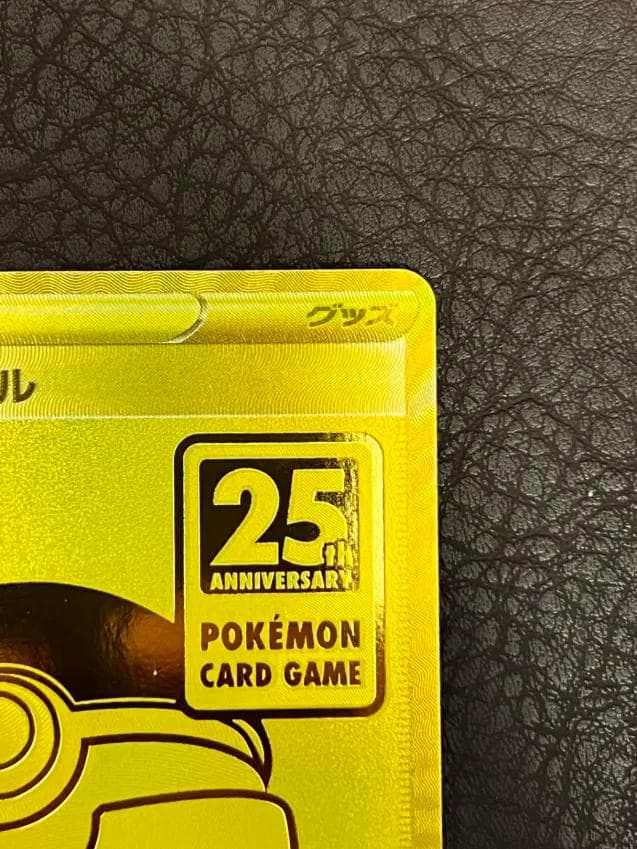 グッズ
ル
25th
ANNIVERSARY
POKÉMON
CARD GAME